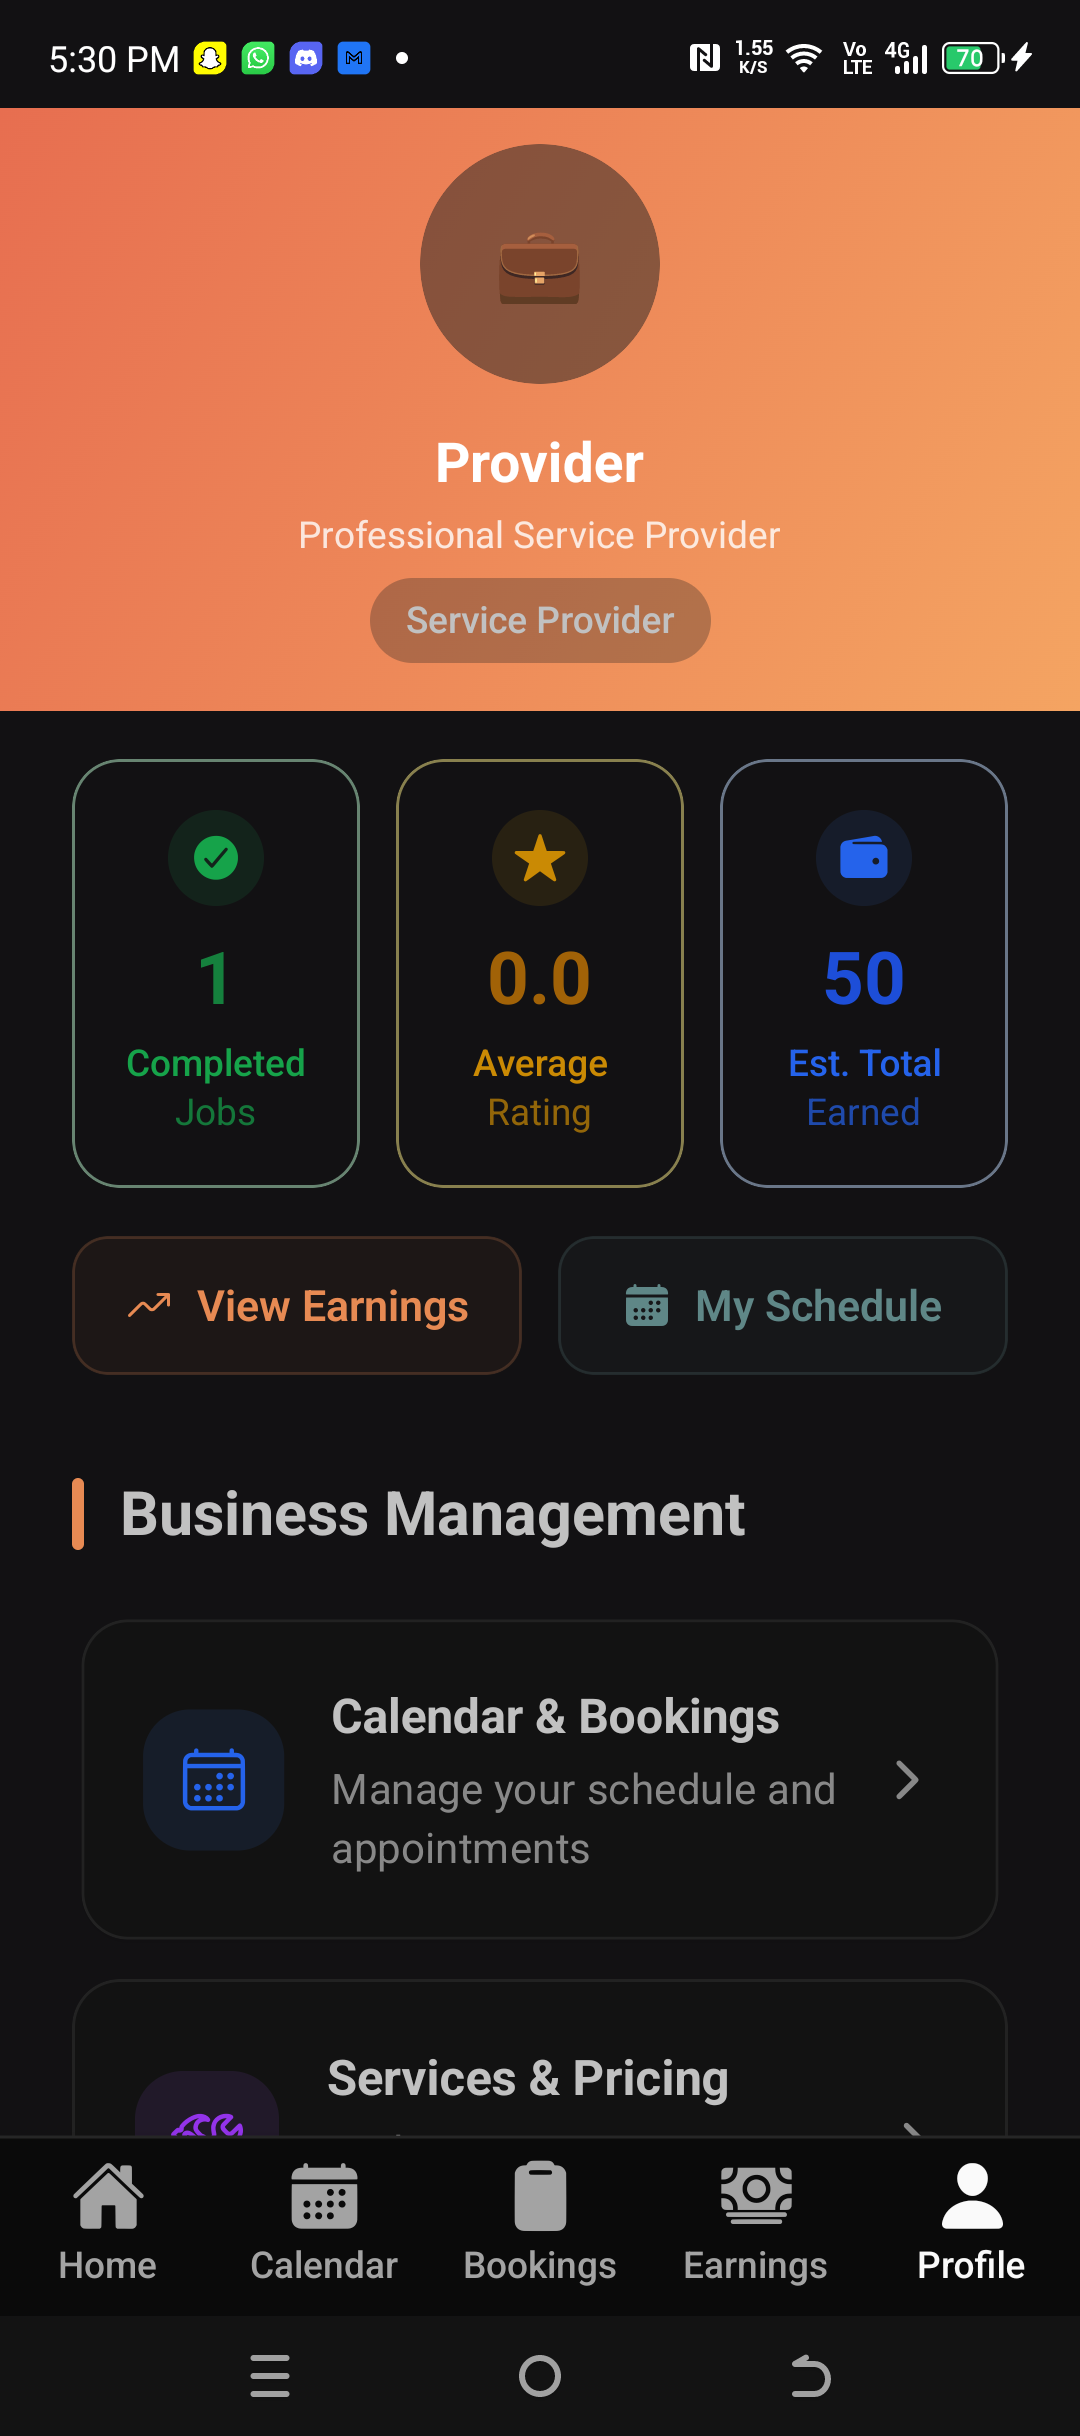 5:30 PM
1.55
K/S
Vo
LTE
4G
70
Provider
Professional Service Provider
Service Provider
1
Completed
Jobs
0.0
Average
Rating
50
Est. Total
Earned
View Earnings
My Schedule
Business Management
Calendar & Bookings
Manage your schedule and
appointments
Services & Pricing
Home
Calendar
Bookings
Earnings
Profile